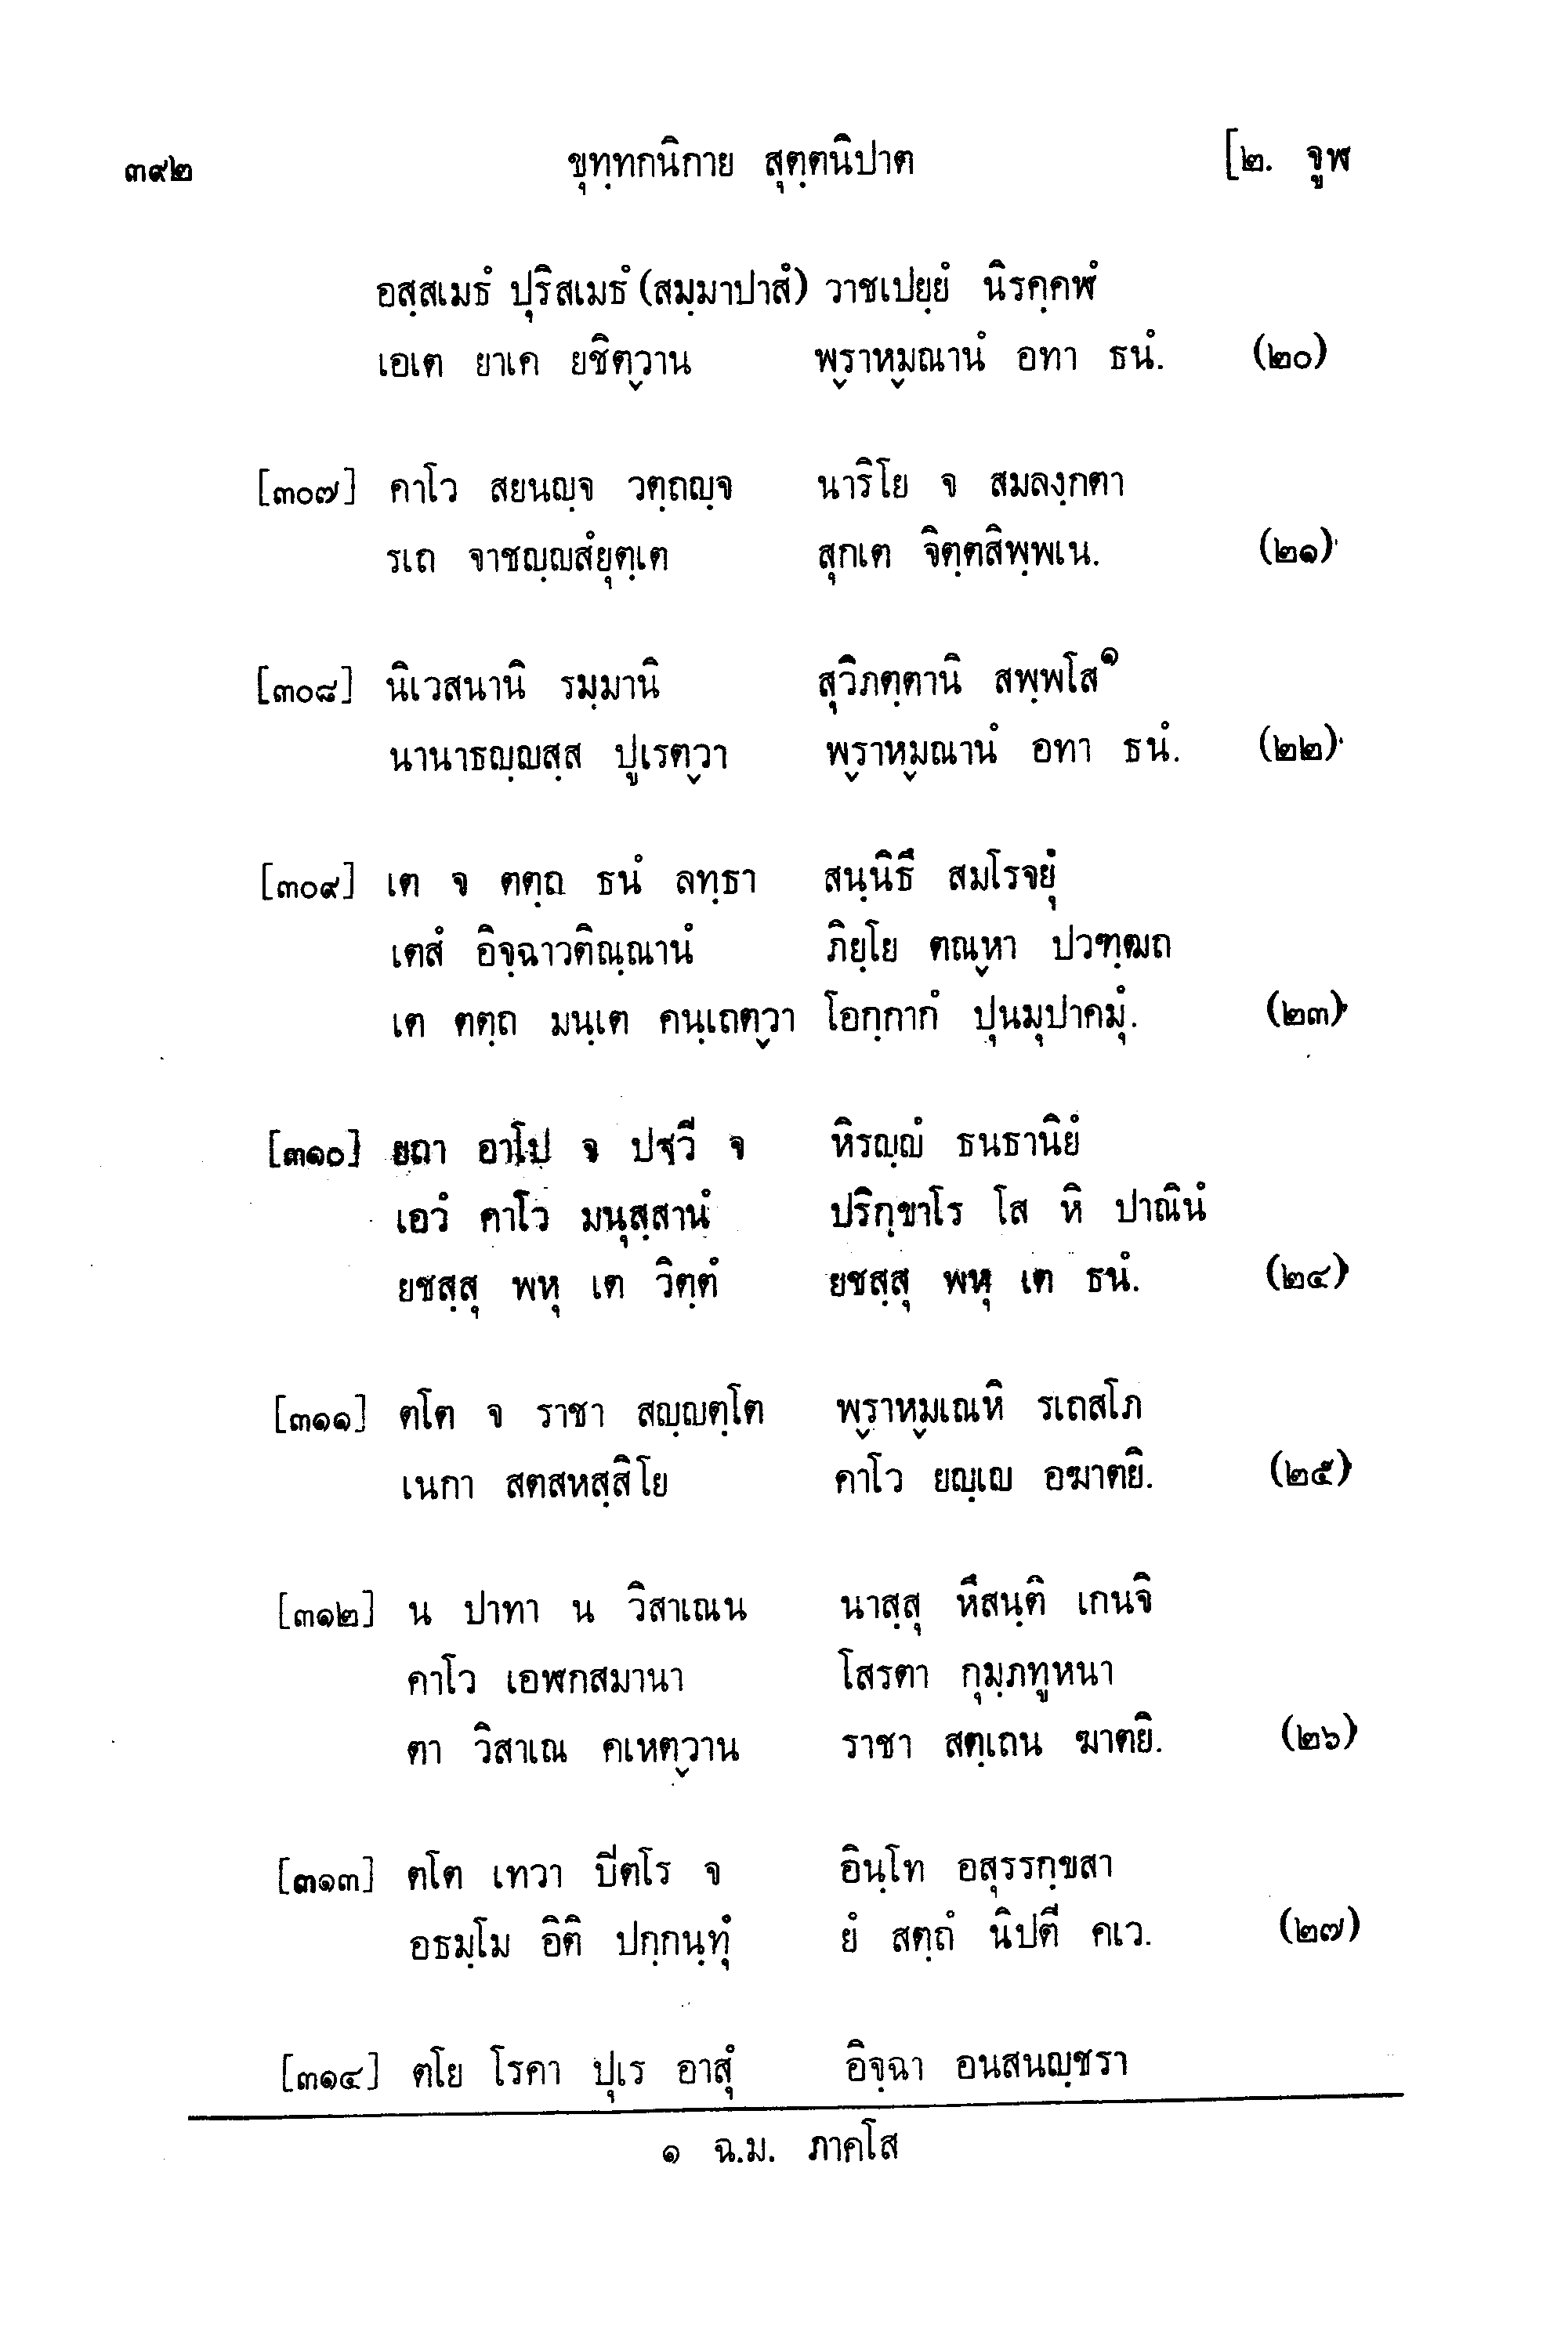 ๓๙๒ ขุทฺทกนิกาย สุตฺตนิปาต [๒. จูฬ
อสฺสเมธํ ปุริสเมธํ (สมฺมาปาสํ) วาชเปยฺยํ นิรคฺคฬํ
เอเต ยาเค ยชิตฺวาน พฺราหฺมณานํ อทา ธนํ. (๒๐)
[๓๐๗] คาโว สยนญฺจ วตฺถญฺจ นาริโย จ สมลงฺกตา
รเถ จาชญฺญสํยุตฺเต สุกเต จิตฺตสิพฺพเน. (๒๑)
[๓๐๘] นิเวสนานิ รมฺมานิ สุวิภตฺตานิ สพฺพโส๑
นานาธญฺญสฺส ปูเรตฺวา พฺราหฺมณานํ อทา ธนํ. (๒๒)
[๓๐๙] เต จ ตตฺถ ธนํ ลทฺธา สนฺนิธึ สมโรจยุํ
เตสํ อิจฺฉาวติณฺณานํ ภิยฺโย ตณฺหา ปวฑฺฒถ
เต ตตฺถ มนฺเต คนฺเถตฺวา โอกฺกากํ ปุนมุปาคมุํ. (๒๓)
[๓๑๐] ยถา อาโป จ ปฐวี จ หิรญฺญํ ธนธานิยํ
เอวํ คาโว มนุสฺสานํ ปริกฺขาโร โส หิ ปาณินํ
ยชสฺสุ พหุ เต วิตฺตํ ยชสฺสุ พหุ เต ธนํ. (๒๔)
[๓๑๑] ตโต จ ราชา สญฺญตฺโต พฺราหฺมเณหิ รเถสโภ
เนกา สตสหสฺสิโย คาโว ยญฺเญ อฆาตยิ. (๒๕)
[๓๑๒] น ปาทา น วิสาเณน นาสฺสุ หึสนฺติ เกนจิ
คาโว เอฬกสมานา โสรตา กุมฺภทูหนา
ตา วิสาเณ คเหตฺวาน ราชา สตฺเถน ฆาตยิ. (๒๖)
[๓๑๓] ตโต เทวา ปิตโร จ อินฺโท อสุรรกฺขสา
อธมฺโม อิติ ปกฺกนฺทุํ ยํ สตฺถํ นิปตี คเว. (๒๗)
[๓๑๔] ตโย โรคา ปุเร อาสุํ อิจฺฉา อนสนญฺชรา
๑ ฉ.ม. ภาคโส